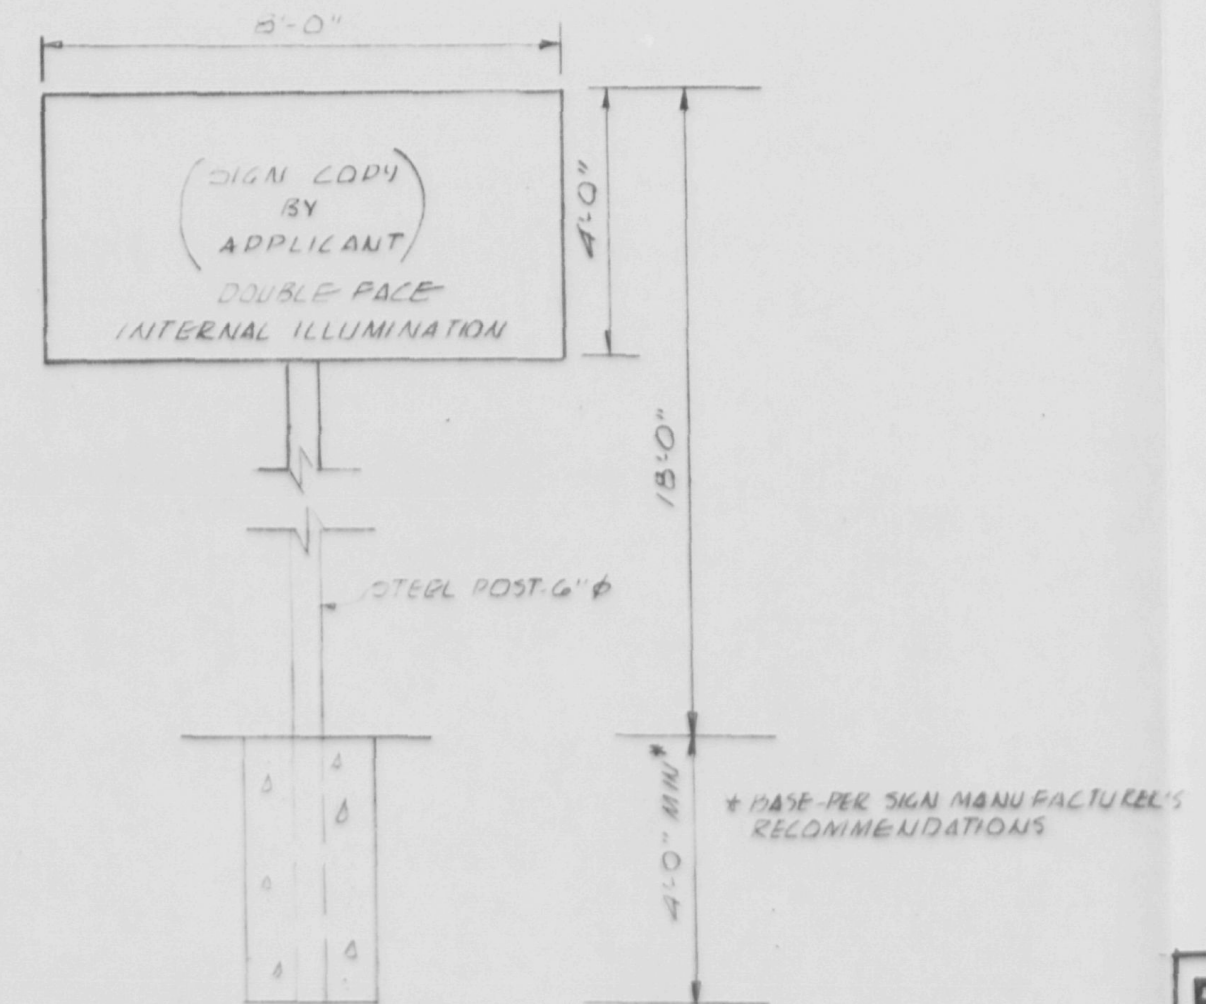 8'-0"
(SIGN COPY
BY
APPLICANT)
DOUBLE FACE
INTERNAL ILLUMINATION
4'-0"
18'-0"
STEEL POST-6" ϕ
4'-0" MIN*
* BASE-PER SIGN MANUFACTURER'S
RECOMMENDATIONS